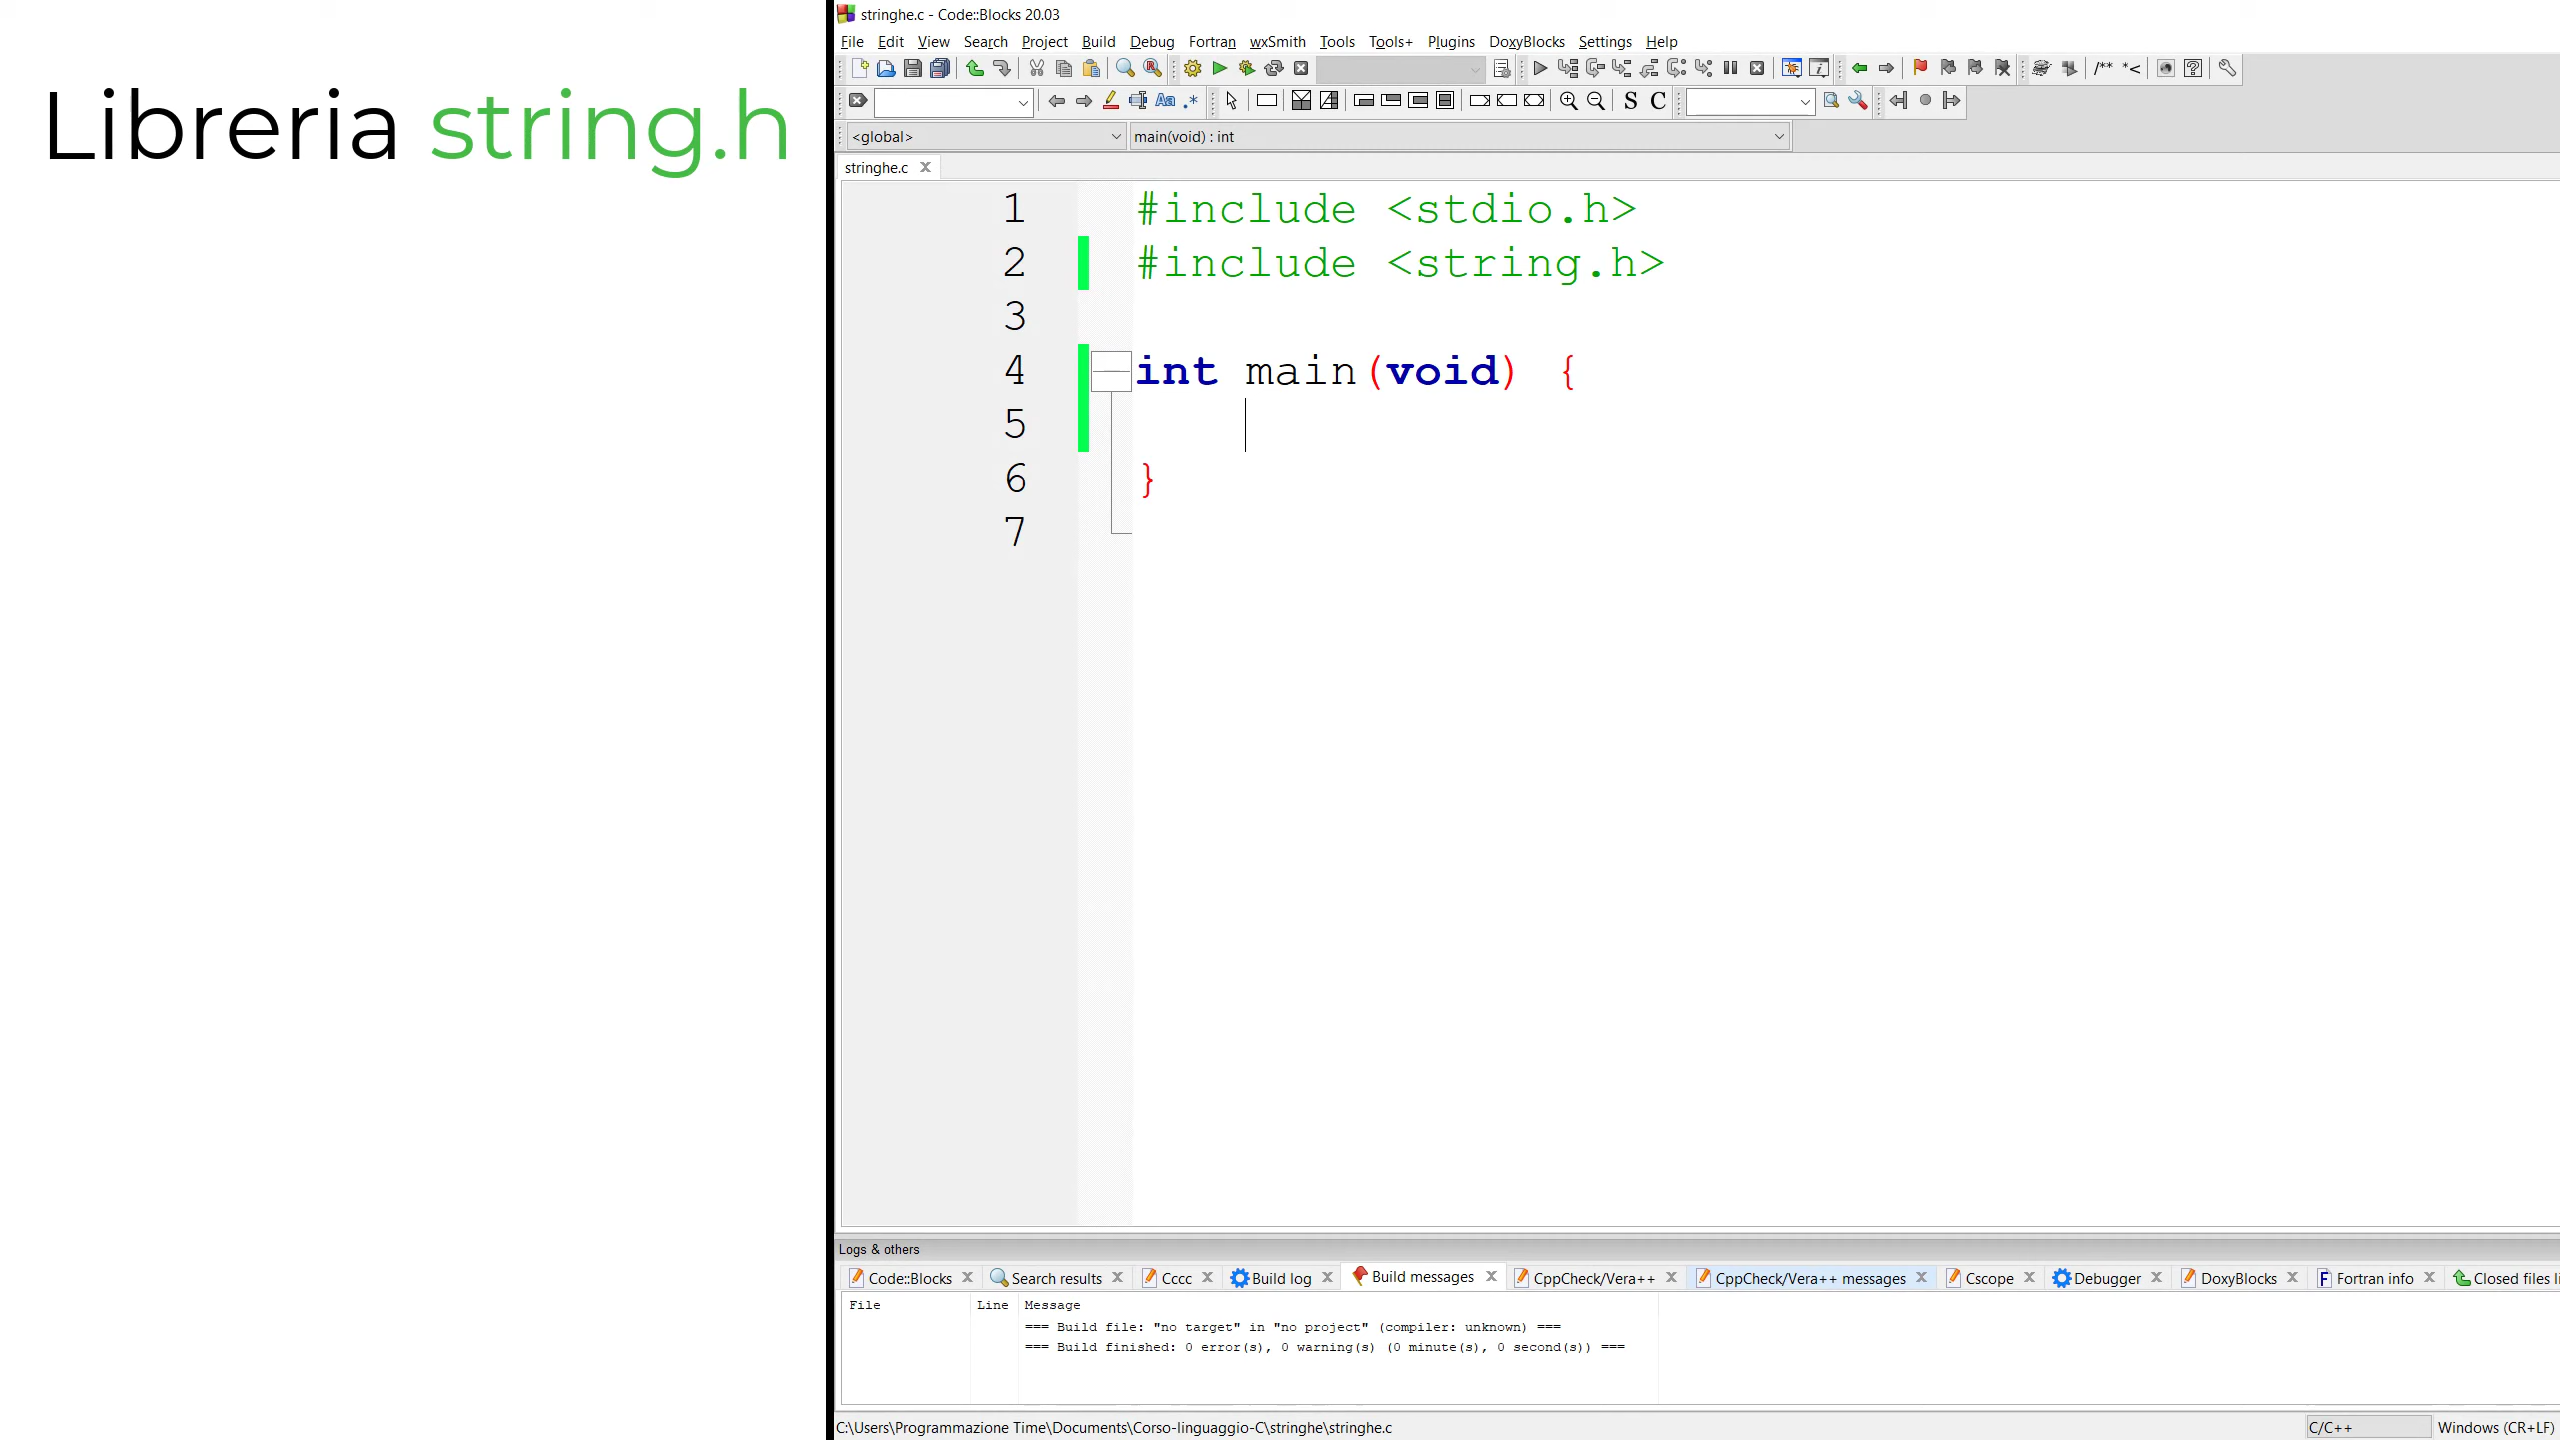 Libreria string.h
stringhe.c - Code::Blocks 20.03
File Edit View Search Project Build Debug Fortran wxSmith Tools Tools+ Plugins DoxyBlocks Settings Help
/** *<
Aa .* S C
<global> main(void) : int
stringhe.c
1 #include <stdio.h>
2 #include <string.h>
3
4 int main(void) {
5
6 }
7
Logs & others
Code::Blocks Search results Cccc Build log Build messages CppCheck/Vera++ CppCheck/Vera++ messages Cscope Debugger DoxyBlocks Fortran info Closed files li
File Line Message
=== Build file: "no target" in "no project" (compiler: unknown) ===
=== Build finished: 0 error(s), 0 warning(s) (0 minute(s), 0 second(s)) ===
C:\Users\Programmazione Time\Documents\Corso-linguaggio-C\stringhe\stringhe.c C/C++ Windows (CR+LF)